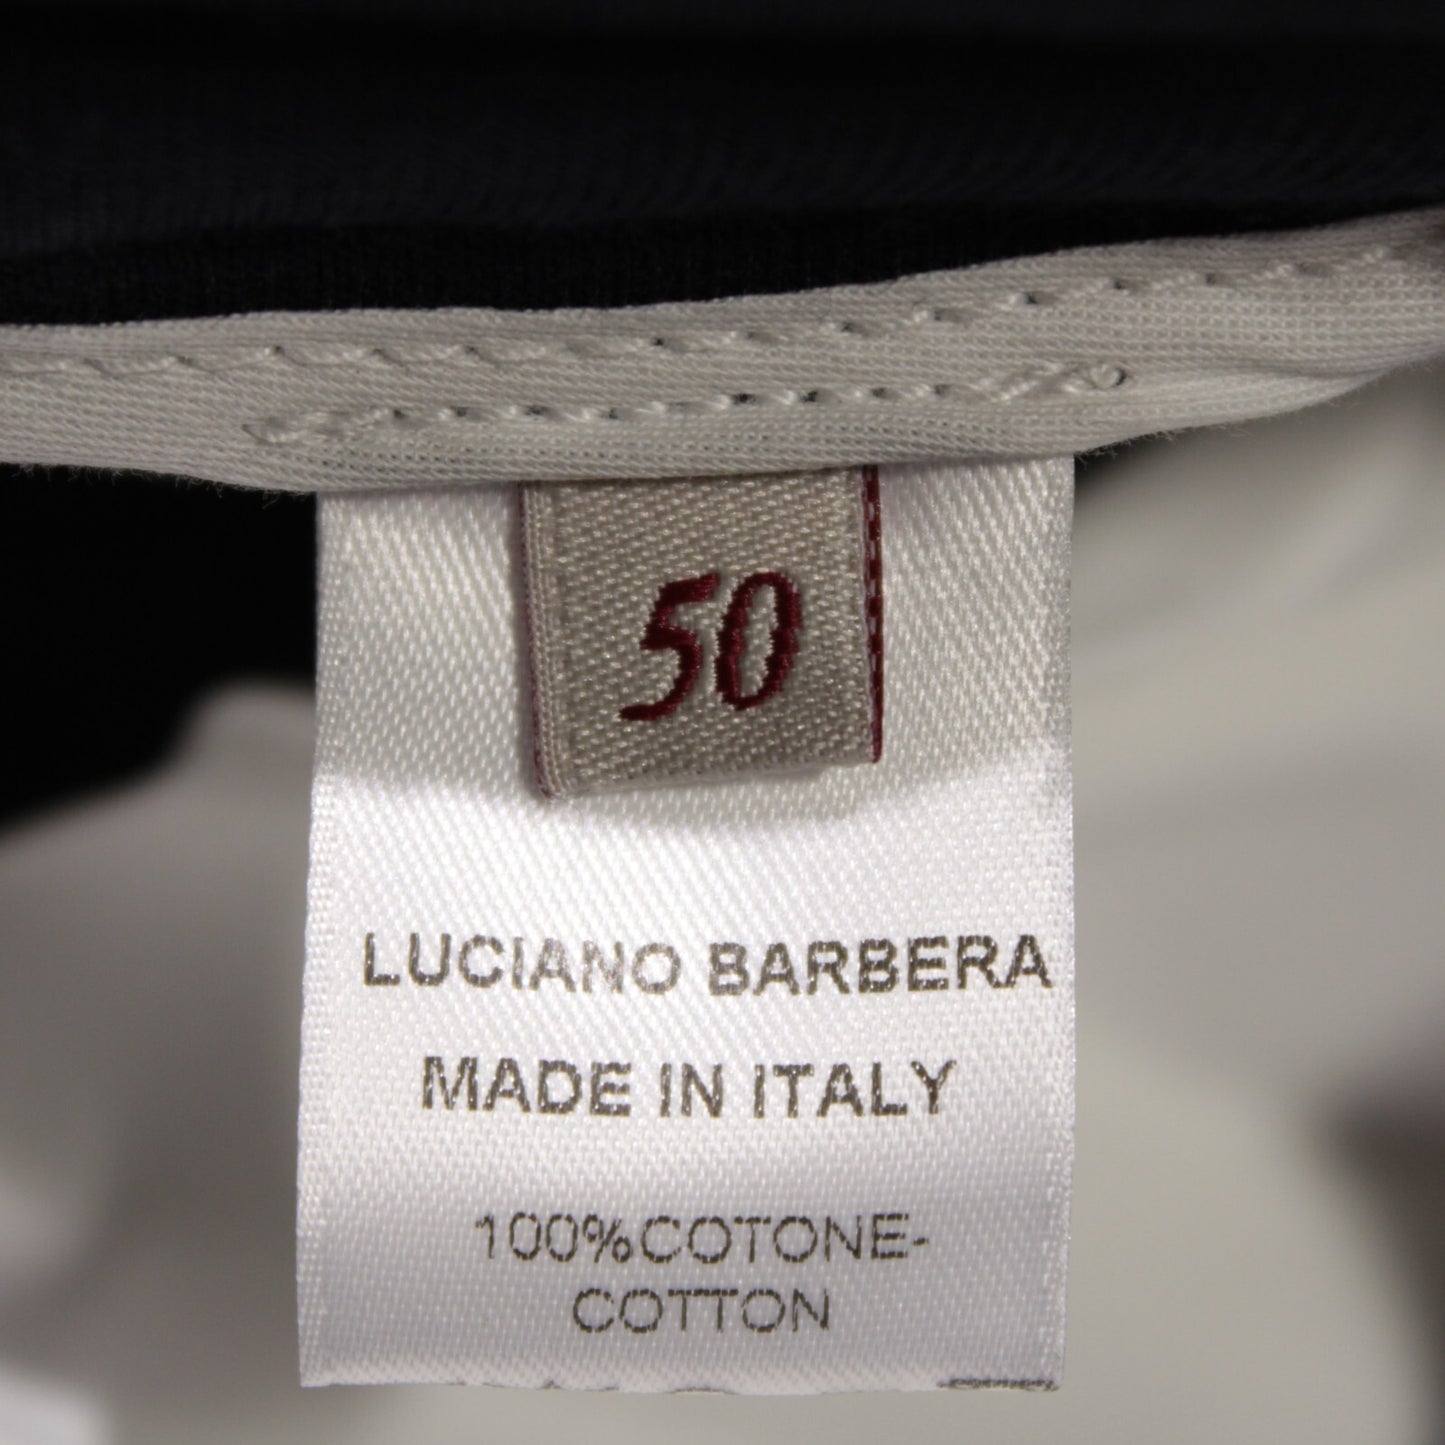 50
LUCIANO BARBERA
MADE IN ITALY
100%COTONE-
COTTON